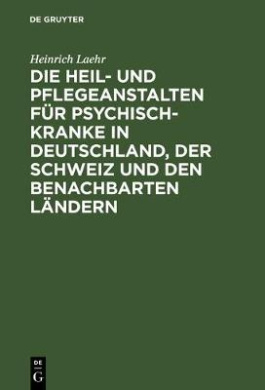 DE GRUYTER
Heinrich Laehr
DIE HEIL- UND
PFLEGEANSTALTEN
FÜR PSYCHISCH-
KRANKE IN
DEUTSCHLAND, DER
SCHWEIZ UND DEN
BENACHBARTEN
LÄNDERN
DE
G